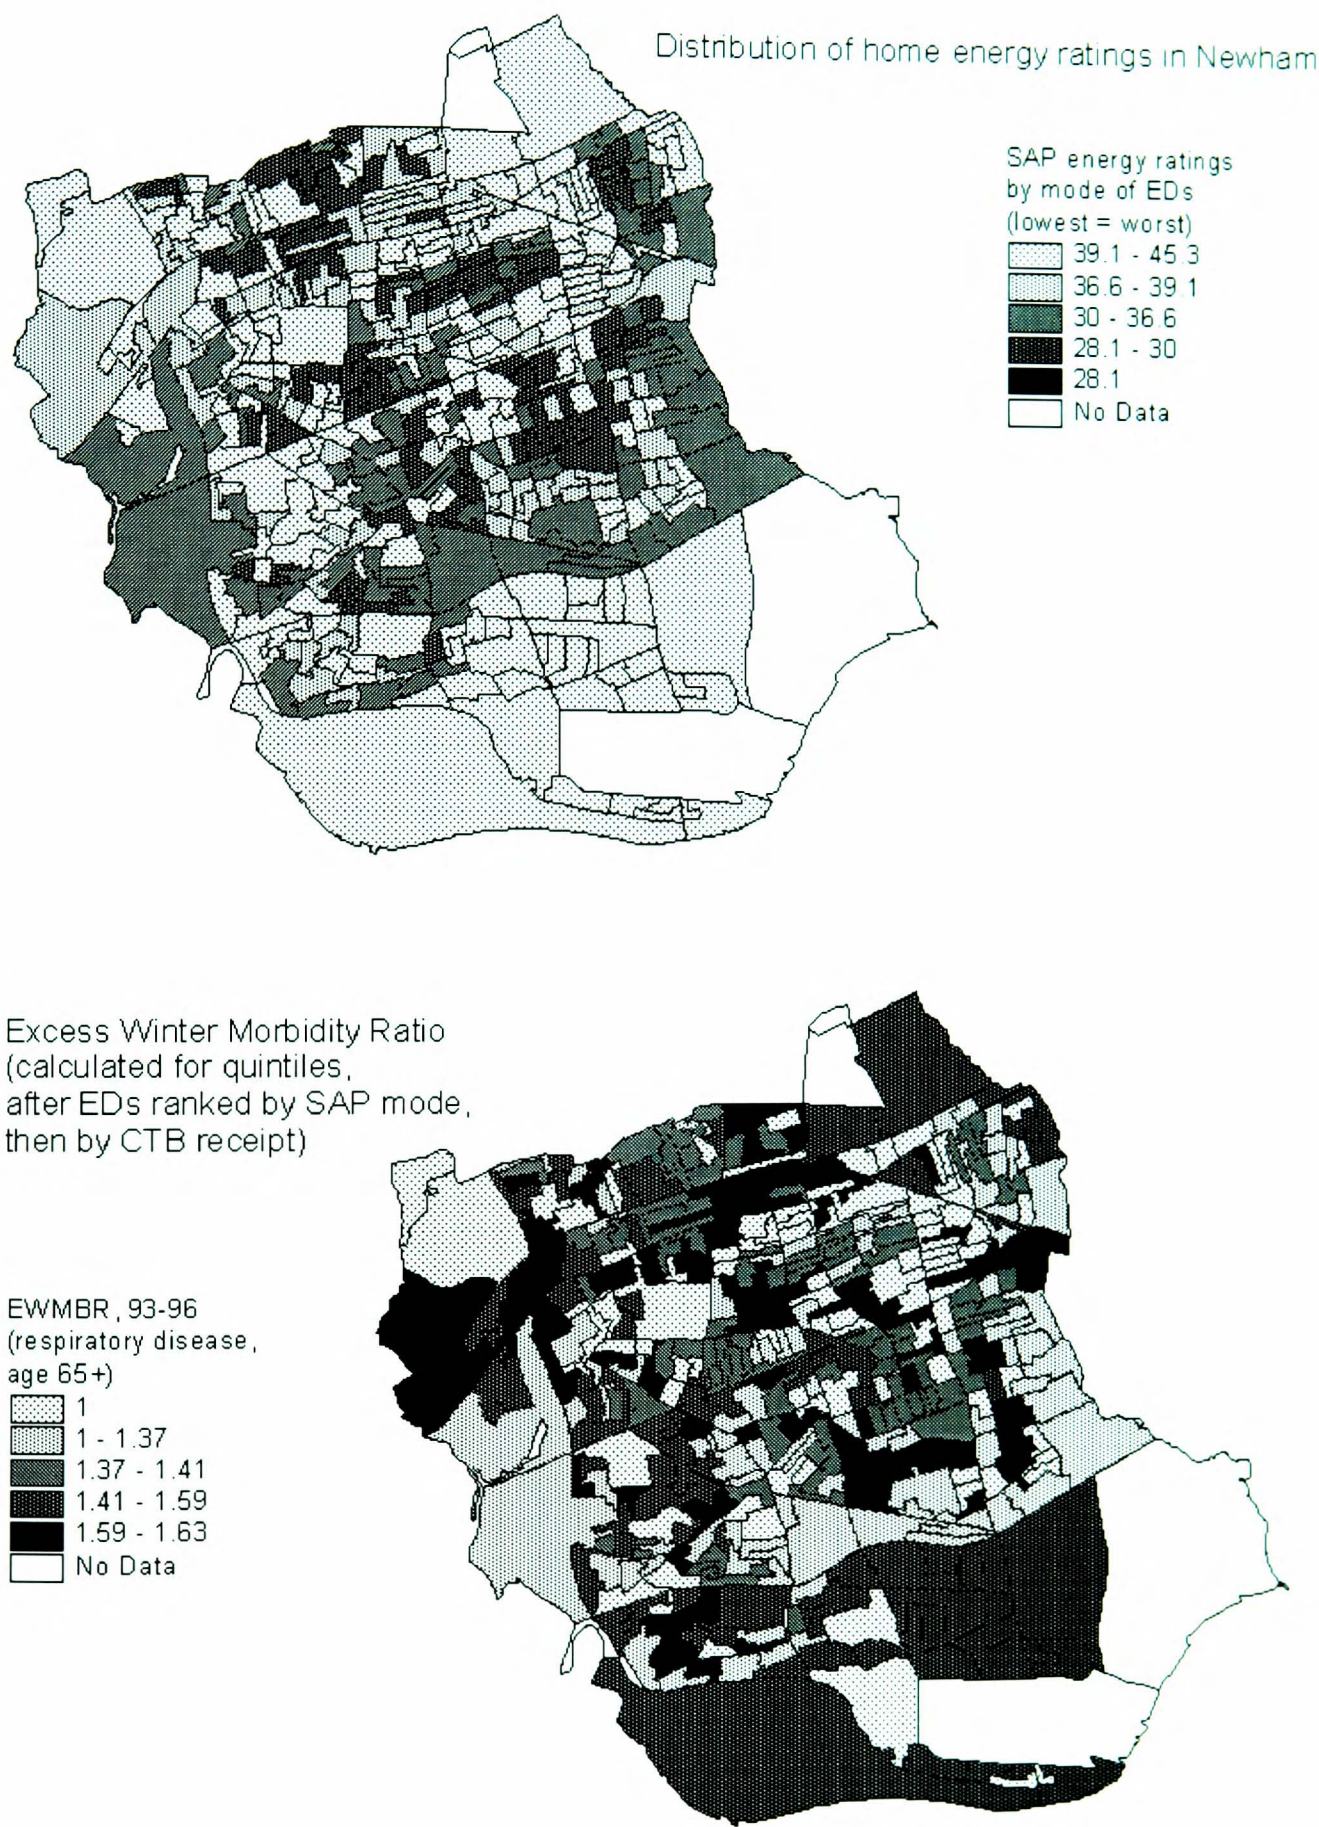 Distribution of home energy ratings in Newham
SAP energy ratings
by mode of EDs
(lowest = worst)
39.1 - 45.3
36.6 - 39.1
30 - 36.6
28.1 - 30
28.1
No Data
Excess Winter Morbidity Ratio
(calculated for quintiles,
after EDs ranked by SAP mode,
then by CTB receipt)
EWMBR, 93-96
(respiratory disease,
age 65+)
1
1 - 1.37
1.37 - 1.41
1.41 - 1.59
1.59 - 1.63
No Data